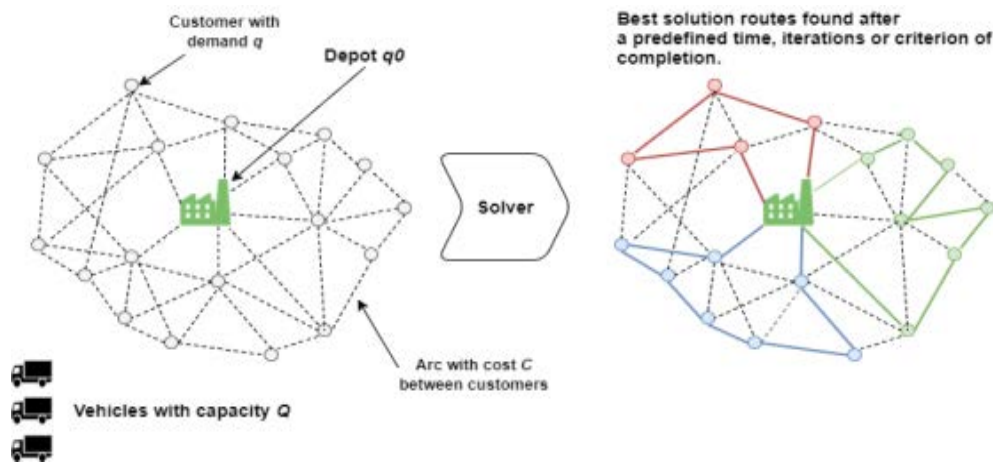 Customer with
demand q
Depot q0
Best solution routes found after
a predefined time, iterations or criterion of
completion.
Solver
Arc with cost C
between customers
Vehicles with capacity Q